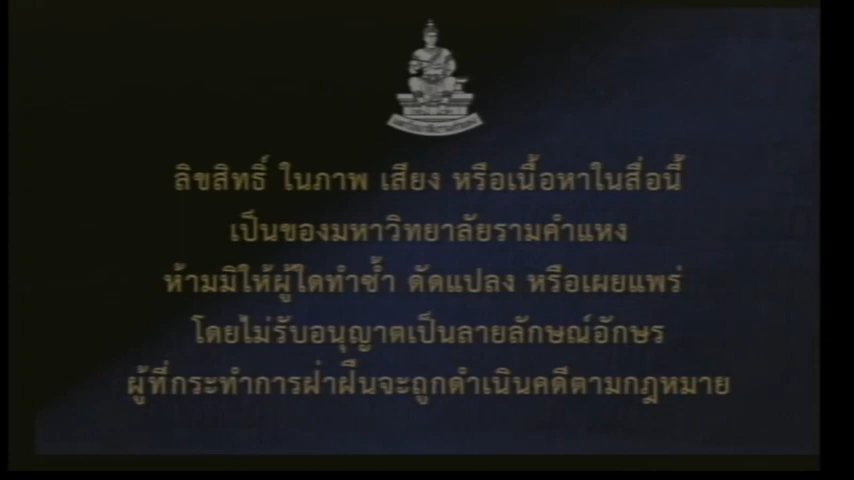 ลิขสิทธิ์ ในภาพ เสียง หรือเนื้อหาในสื่อนี้
เป็นของมหาวิทยาลัยรามคำแหง
ห้ามมิให้ผู้ใดทำซ้ำ ดัดแปลง หรือเผยแพร่
โดยไม่รับอนุญาตเป็นลายลักษณ์อักษร
ผู้ที่กระทำการฝ่าฝืนจะถูกดำเนินคดีตามกฎหมาย